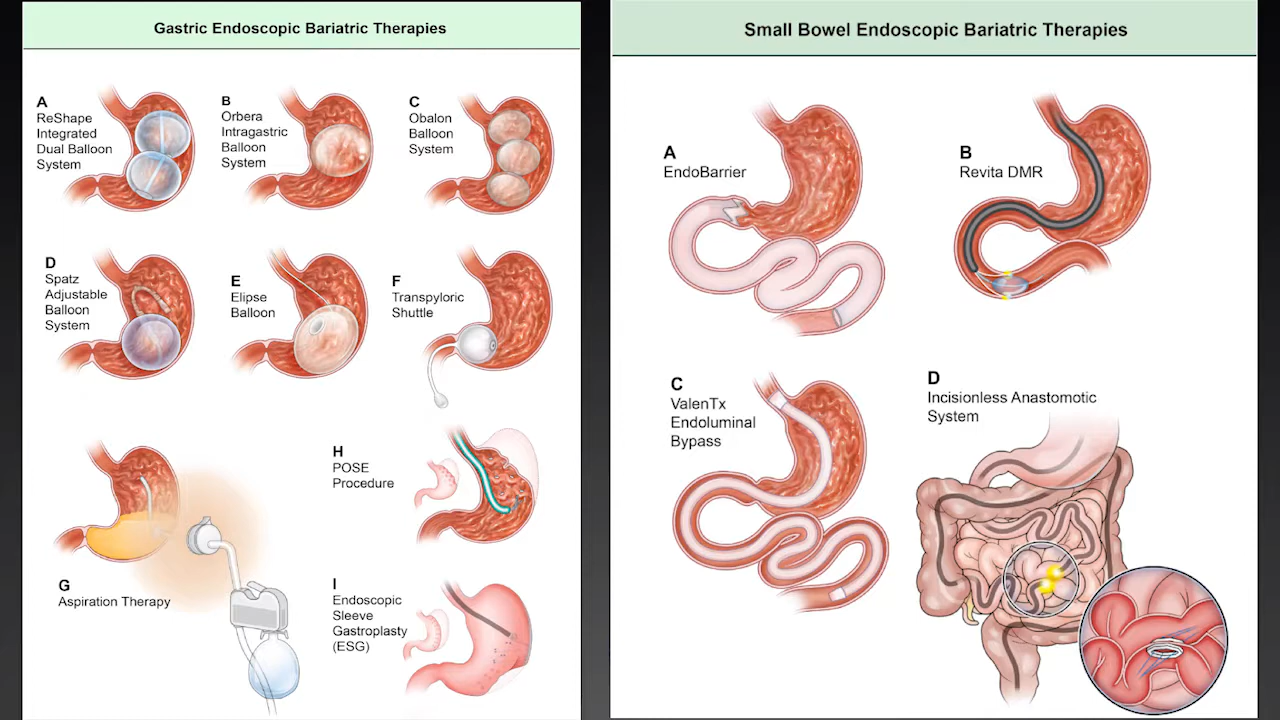 Gastric Endoscopic Bariatric Therapies
A
ReShape
Integrated
Dual Balloon
System
B
Orbera
Intragastric
Balloon
System
C
Obalon
Balloon
System
D
Spatz
Adjustable
Balloon
System
E
Elipse
Balloon
F
Transpyloric
Shuttle
G
Aspiration Therapy
H
POSE
Procedure
I
Endoscopic
Sleeve
Gastroplasty
(ESG)
Small Bowel Endoscopic Bariatric Therapies
A
EndoBarrier
B
Revita DMR
C
ValenTx
Endoluminal
Bypass
D
Incisionless Anastomotic
System